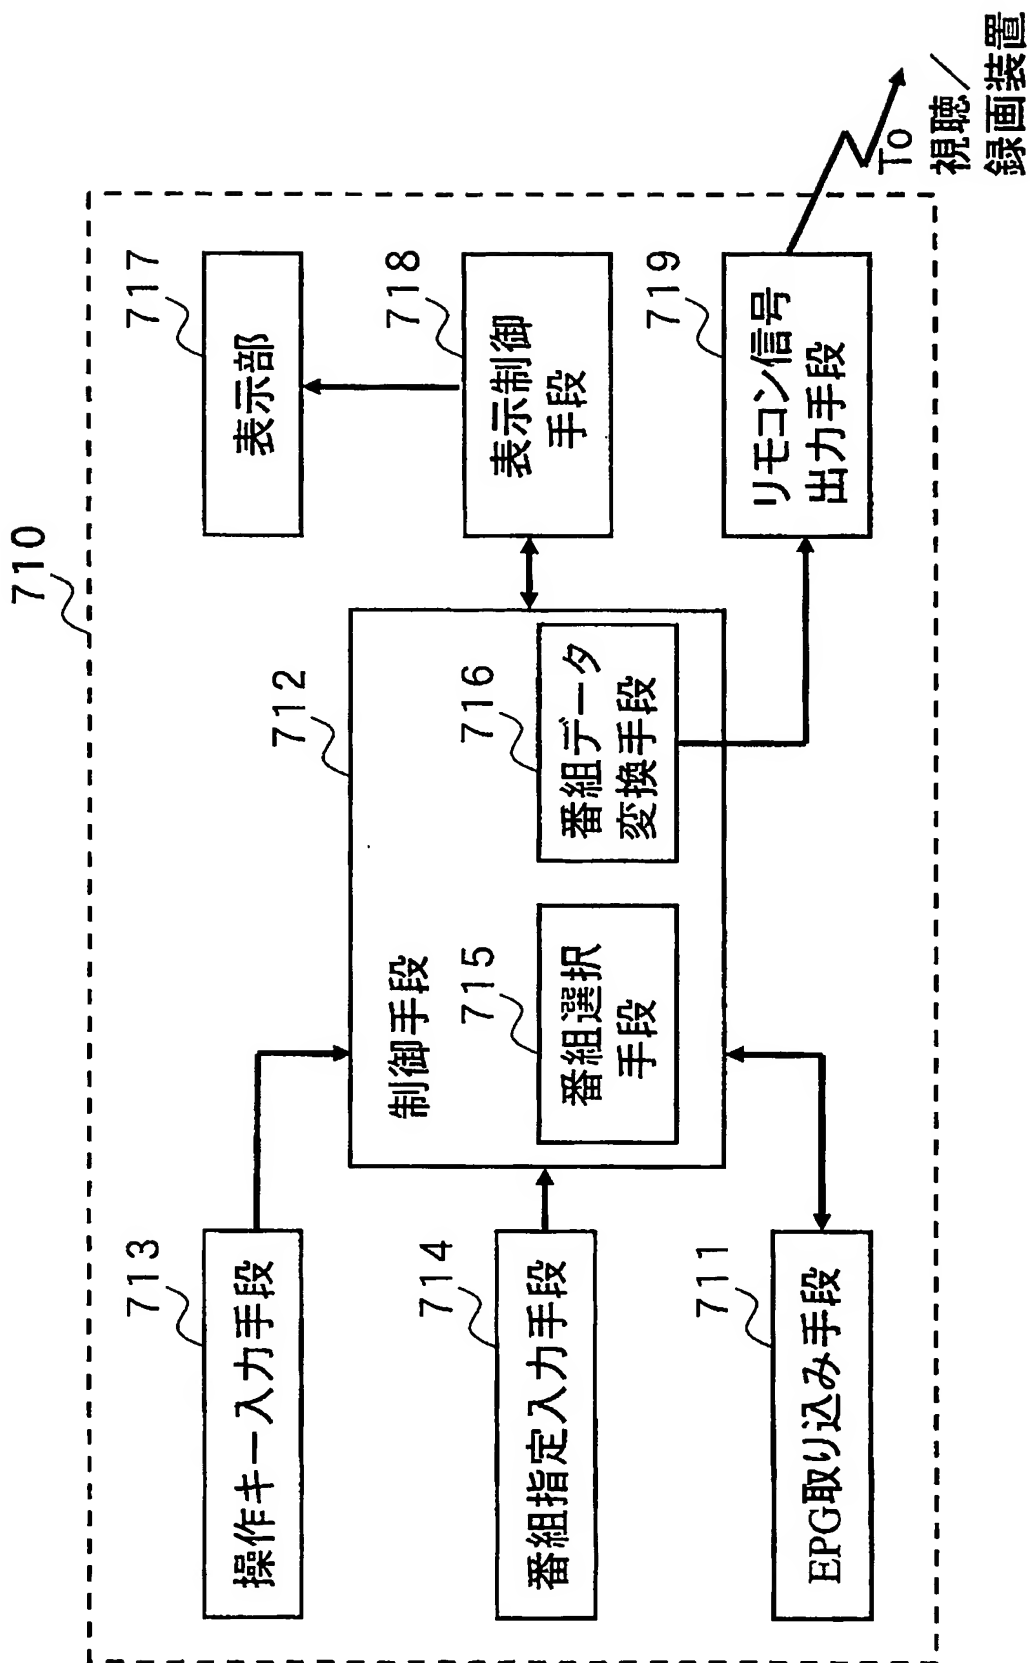 710
713
操作キー入力手段
714
番組指定入力手段
711
EPG取り込み手段
712
制御手段
715
番組選択
手段
716
番組データ
変換手段
717
表示部
718
表示制御
手段
719
リモコン信号
出力手段
To
視聴／
録画装置